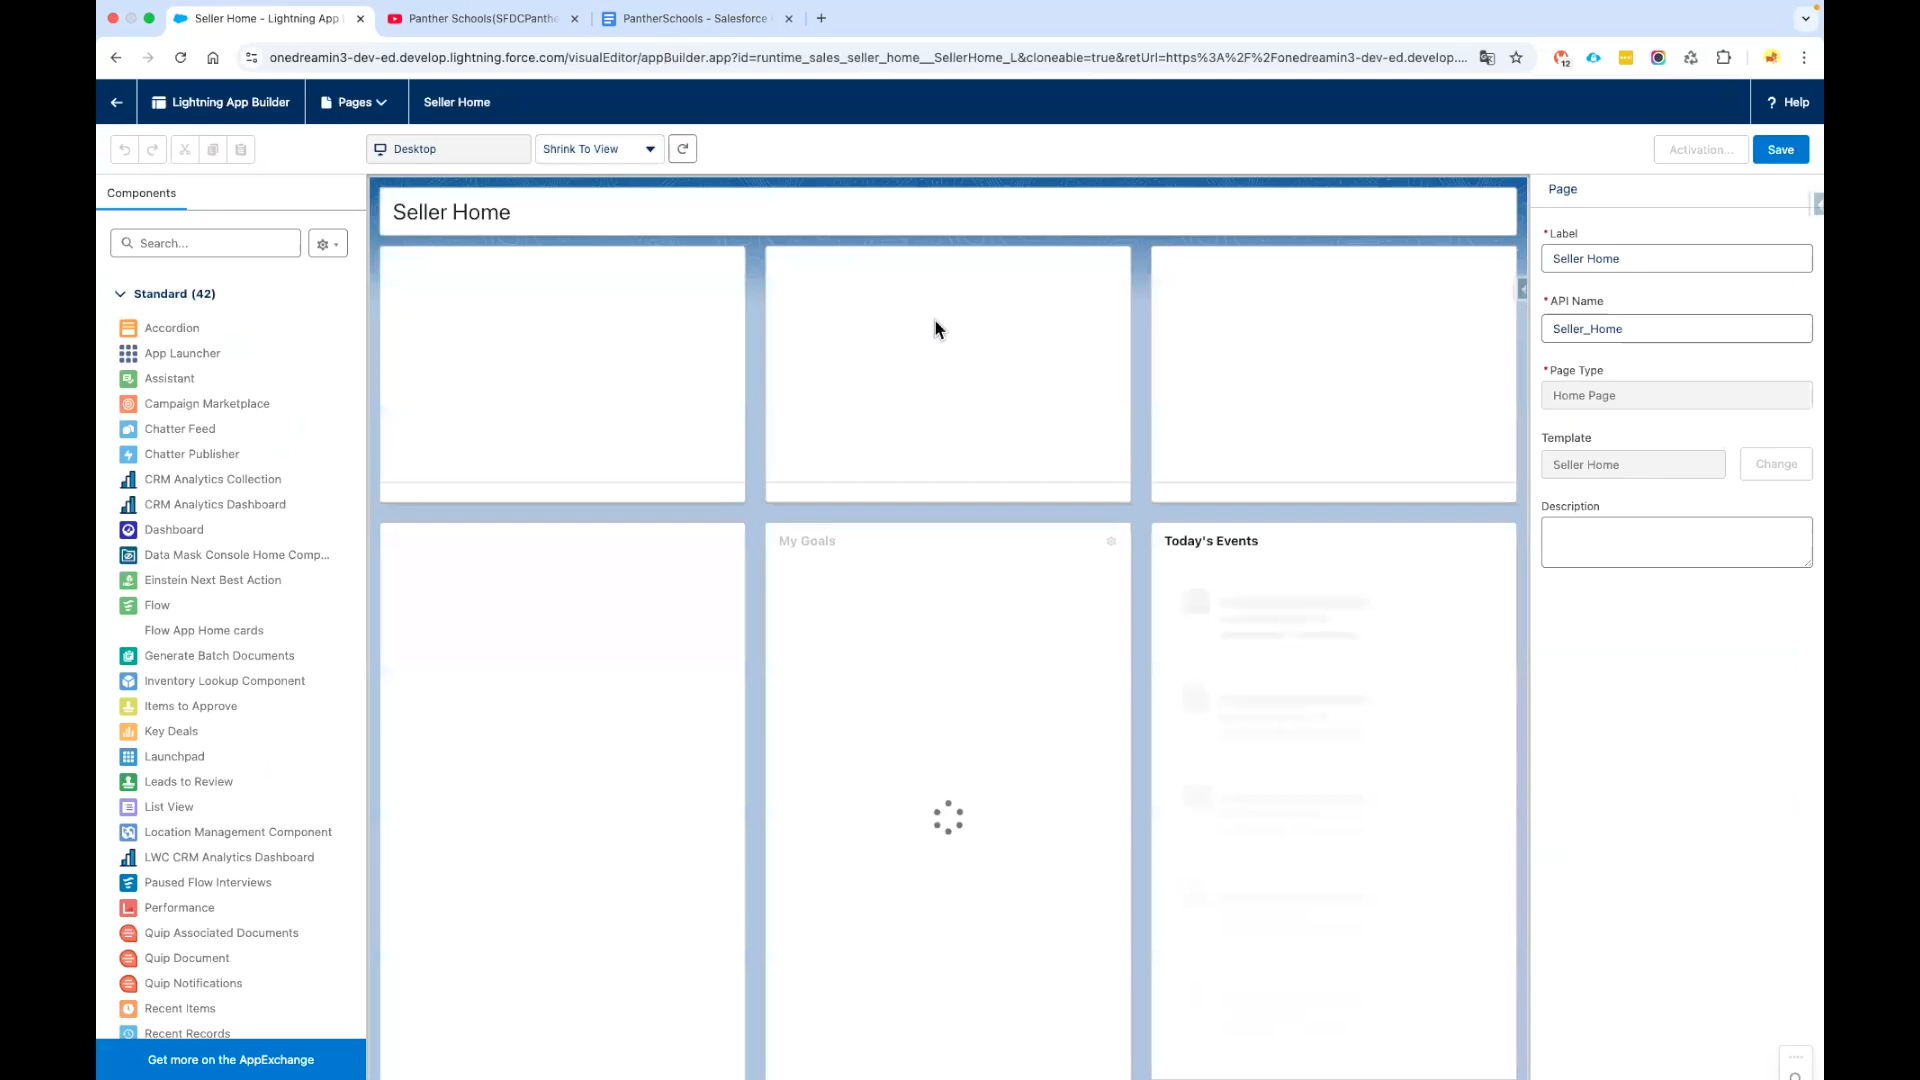 Seller Home - Lightning App
Panther Schools(SFDCPanthe
PantherSchools - Salesforce
onedreamin3-dev-ed.develop.lightning.force.com/visualEditor/appBuilder.app?id=runtime_sales_seller_home__SellerHome_L&cloneable=true&retUrl=https%3A%2F%2Fonedreamin3-dev-ed.develop....
12
Lightning App Builder
Pages
Seller Home
? Help
Desktop
Shrink To View
Activation...
Save
Components
Search...
Standard (42)
Accordion
App Launcher
Assistant
Campaign Marketplace
Chatter Feed
Chatter Publisher
CRM Analytics Collection
CRM Analytics Dashboard
Dashboard
Data Mask Console Home Comp...
Einstein Next Best Action
Flow
Flow App Home cards
Generate Batch Documents
Inventory Lookup Component
Items to Approve
Key Deals
Launchpad
Leads to Review
List View
Location Management Component
LWC CRM Analytics Dashboard
Paused Flow Interviews
Performance
Quip Associated Documents
Quip Document
Quip Notifications
Recent Items
Recent Records
Get more on the AppExchange
Seller Home
My Goals
Today's Events
Page
*Label
Seller Home
*API Name
Seller_Home
*Page Type
Home Page
Template
Seller Home
Change
Description